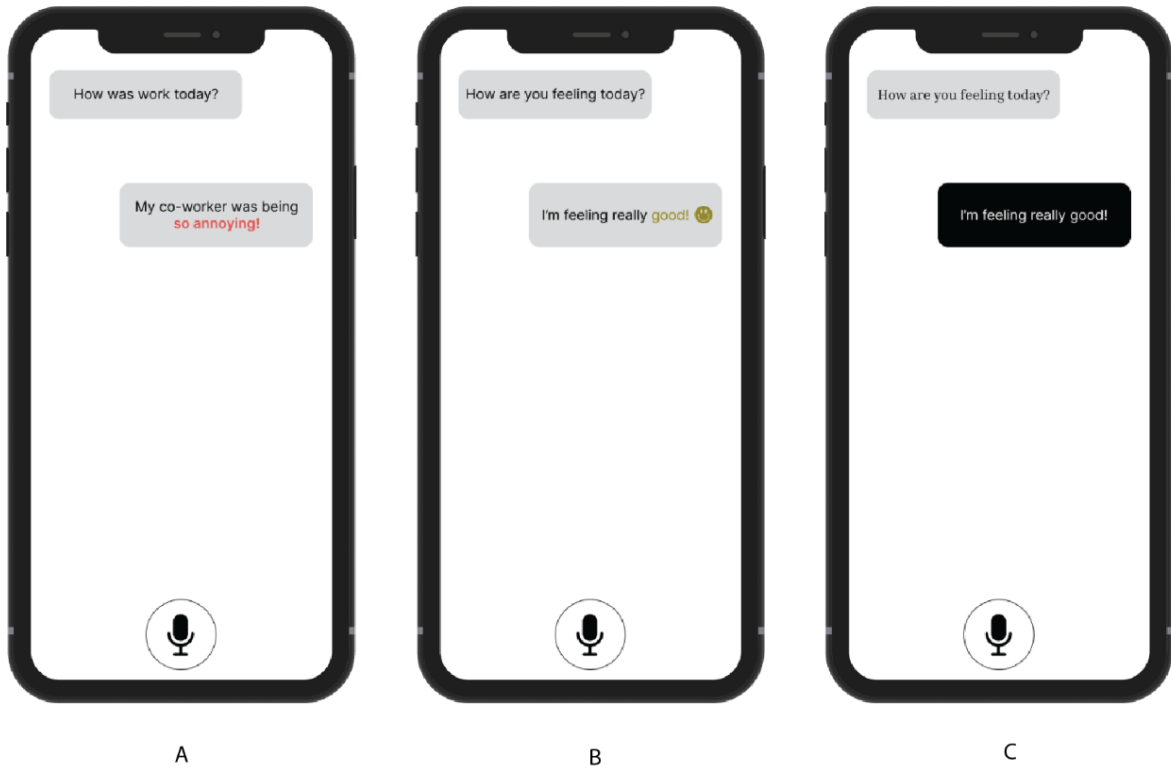 How was work today?
My co-worker was being
so annoying!
A
How are you feeling today?
I'm feeling really good!
B
How are you feeling today?
I'm feeling really good!
C